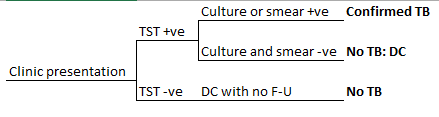 Culture or smear +ve Confirmed TB
TST +ve
Culture and smear -ve No TB: DC
Clinic presentation
TST -ve DC with no F-U No TB